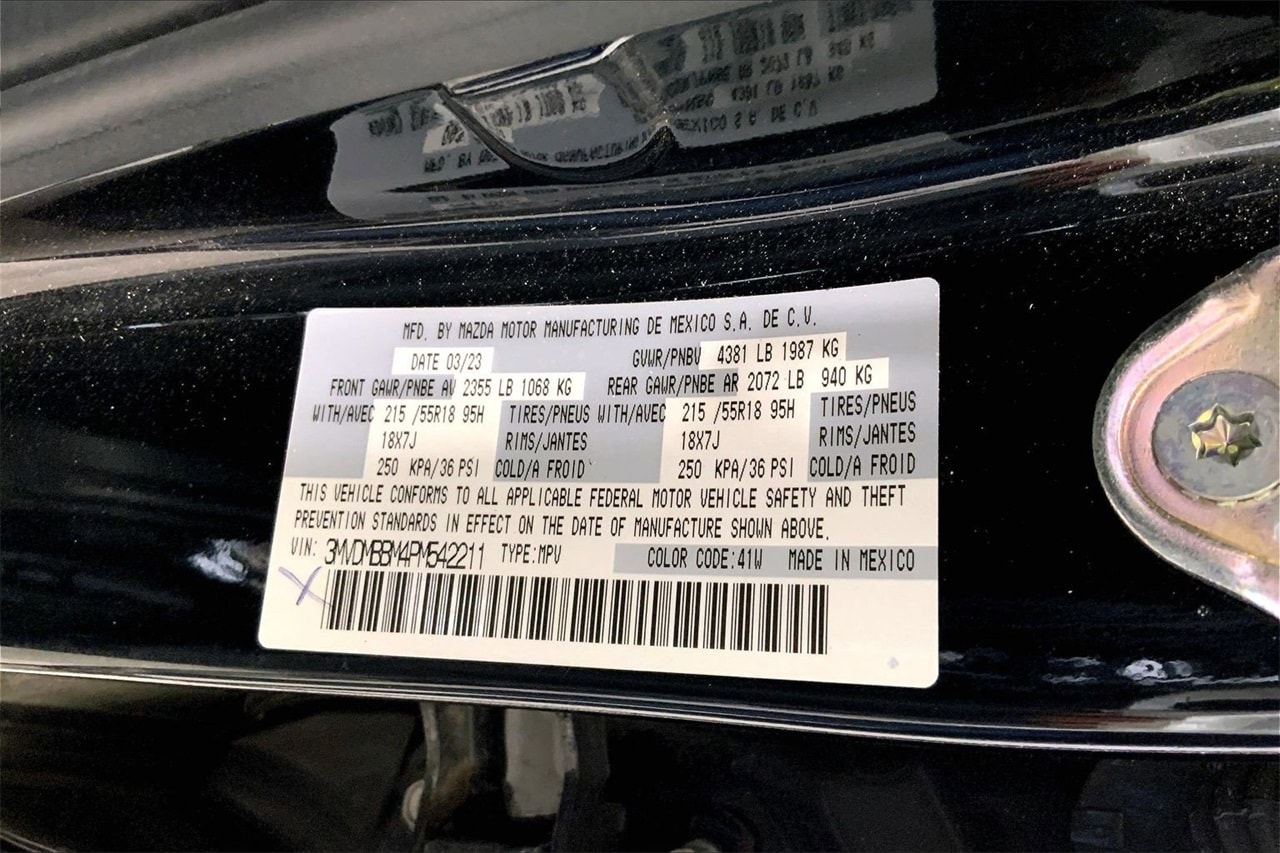 MFD. BY MAZDA MOTOR MANUFACTURING DE MEXICO S.A. DE C.V.
DATE 03/23 GVWR/PNBV 4381 LB 1987 KG
FRONT GAWR/PNBE AV 2355 LB 1068 KG REAR GAWR/PNBE AR 2072 LB 940 KG
WITH/AVEC 215 /55R18 95H TIRES/PNEUS WITH/AVEC 215 /55R18 95H TIRES/PNEUS
18X7J RIMS/JANTES 18X7J RIMS/JANTES
250 KPA/36 PSI COLD/A FROID 250 KPA/36 PSI COLD/A FROID
THIS VEHICLE CONFORMS TO ALL APPLICABLE FEDERAL MOTOR VEHICLE SAFETY AND THEFT
PREVENTION STANDARDS IN EFFECT ON THE DATE OF MANUFACTURE SHOWN ABOVE.
VIN: 3MVDMBBM4PM542211 TYPE:MPV COLOR CODE:41W MADE IN MEXICO